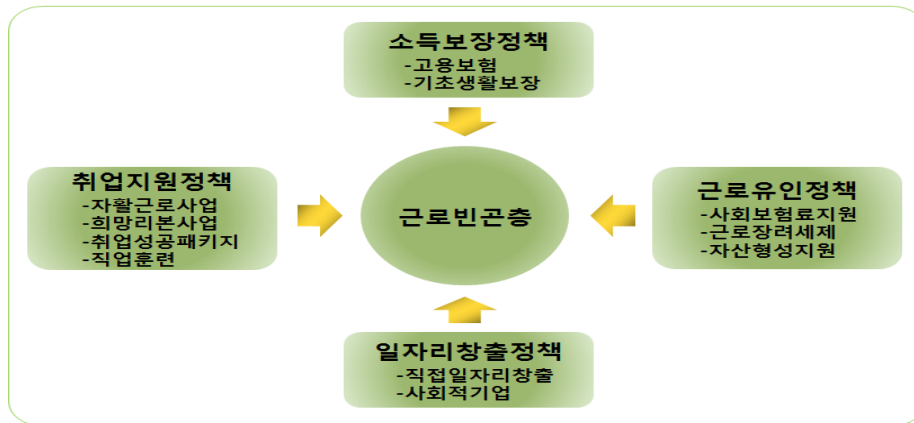 소득보장정책
-고용보험
-기초생활보장
취업지원정책
-자활근로사업
-희망리본사업
-취업성공패키지
-직업훈련
근로빈곤층
근로유인정책
-사회보험료지원
-근로장려세제
-자산형성지원
일자리창출정책
-직접일자리창출
-사회적기업